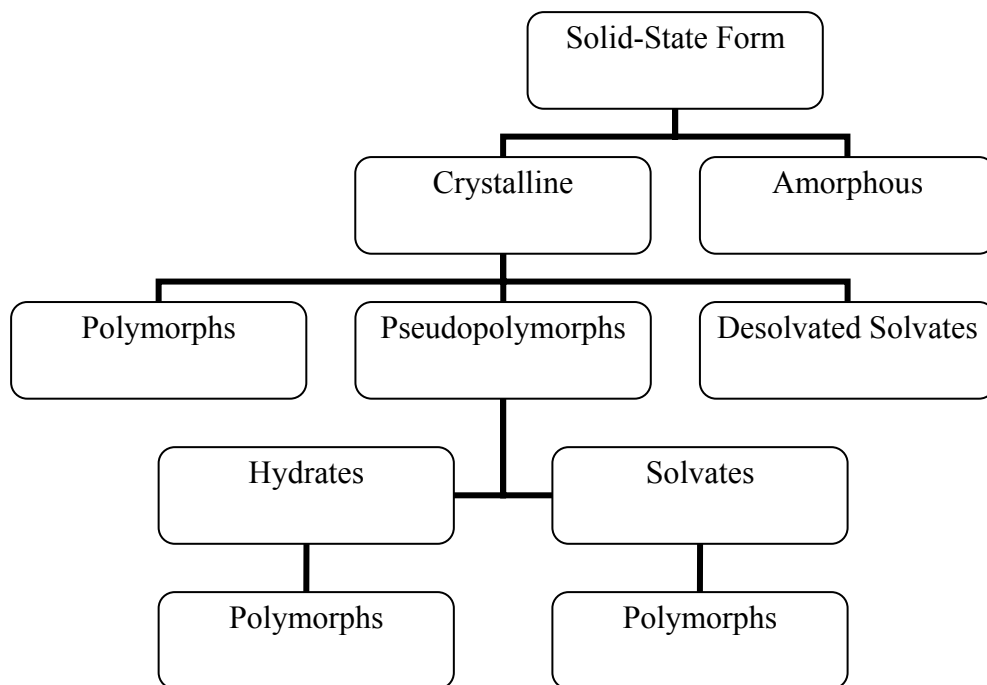 Solid-State Form
Crystalline
Amorphous
Polymorphs
Pseudopolymorphs
Desolvated Solvates
Hydrates
Solvates
Polymorphs
Polymorphs